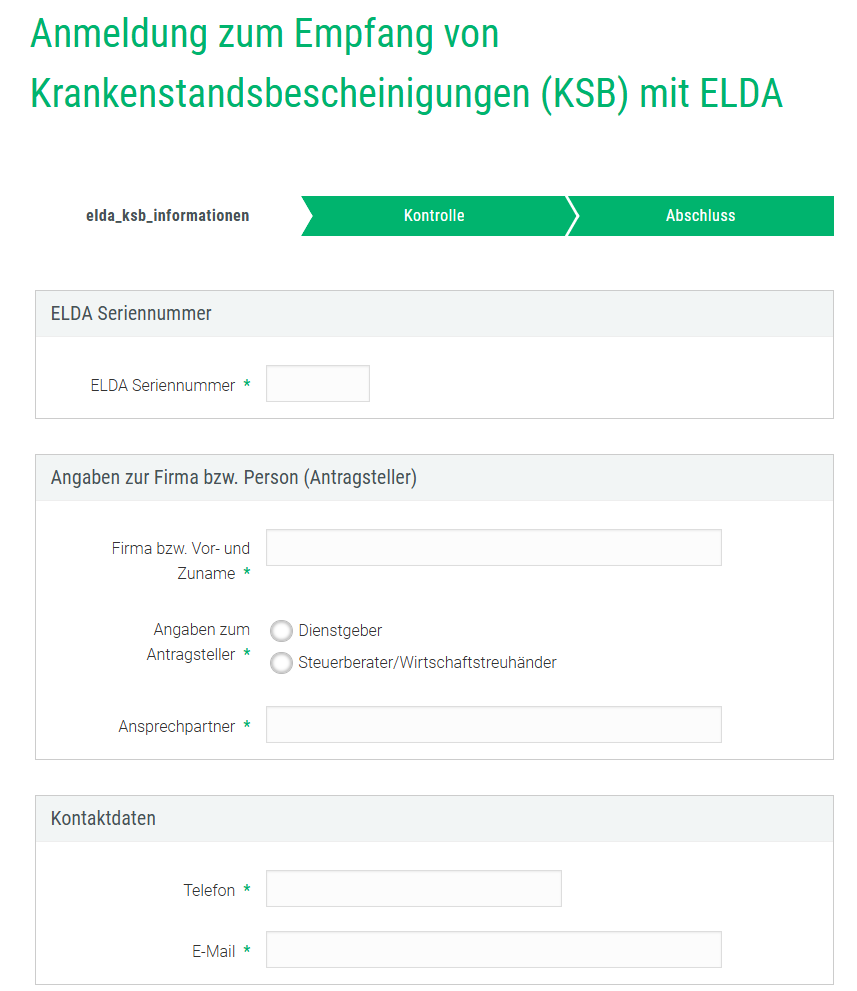 Anmeldung zum Empfang von
Krankenstandsbescheinigungen (KSB) mit ELDA
elda_ksb_informationen
Kontrolle
Abschluss
ELDA Seriennummer
ELDA Seriennummer *
Angaben zur Firma bzw. Person (Antragsteller)
Firma bzw. Vor- und
Zuname *
Angaben zum
Antragsteller *
Dienstgeber
Steuerberater/Wirtschaftstreuhänder
Ansprechpartner *
Kontaktdaten
Telefon *
E-Mail *